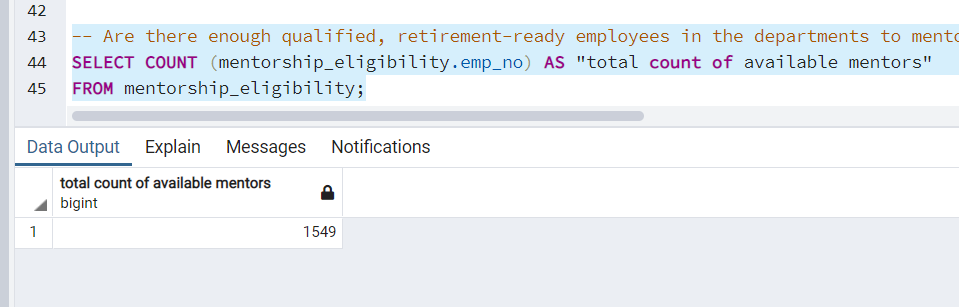 42
43 -- Are there enough qualified, retirement-ready employees in the departments to
44 SELECT COUNT (mentorship_eligibility.emp_no) AS "total count of available mentors"
45 FROM mentorship_eligibility;
Data Output Explain Messages Notifications
total count of available mentors
bigint
1 1549